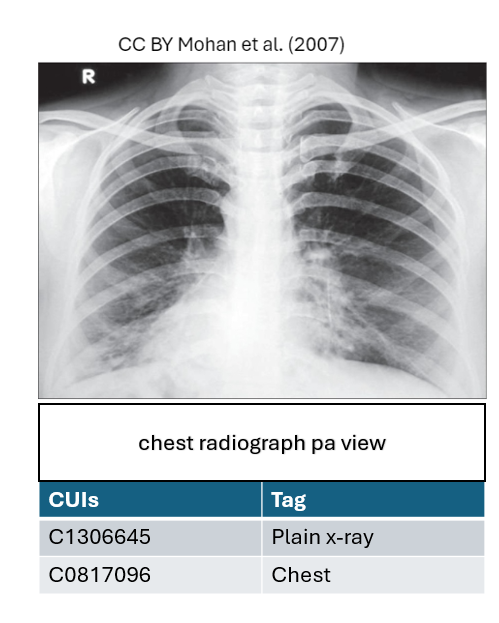 CC BY Mohan et al. (2007)
R
chest radiograph pa view
CUIs Tag
C1306645 Plain x-ray
C0817096 Chest